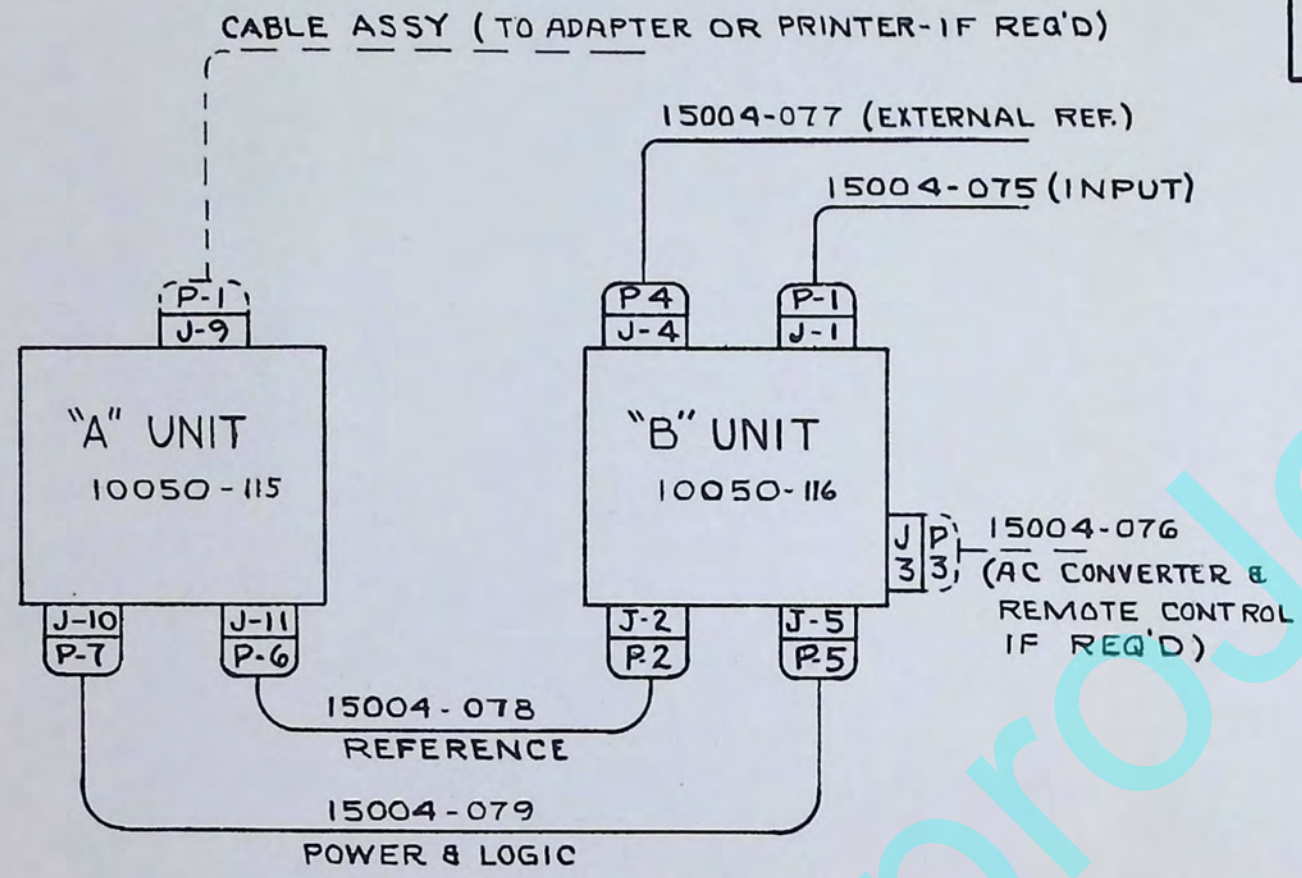 CABLE ASSY (TO ADAPTER OR PRINTER-IF REQ'D)
15004-077 (EXTERNAL REF.)
15004-075 (INPUT)
P-1
J-9
P 4
J-4
P-1
J-1
"A" UNIT
10050-115
"B" UNIT
10050-116
J 3
P 3
15004-076
(AC CONVERTER &
REMOTE CONTROL
IF REQ'D)
J-10
P-7
J-11
P-6
J-2
P-2
J-5
P-5
15004-078
REFERENCE
15004-079
POWER & LOGIC